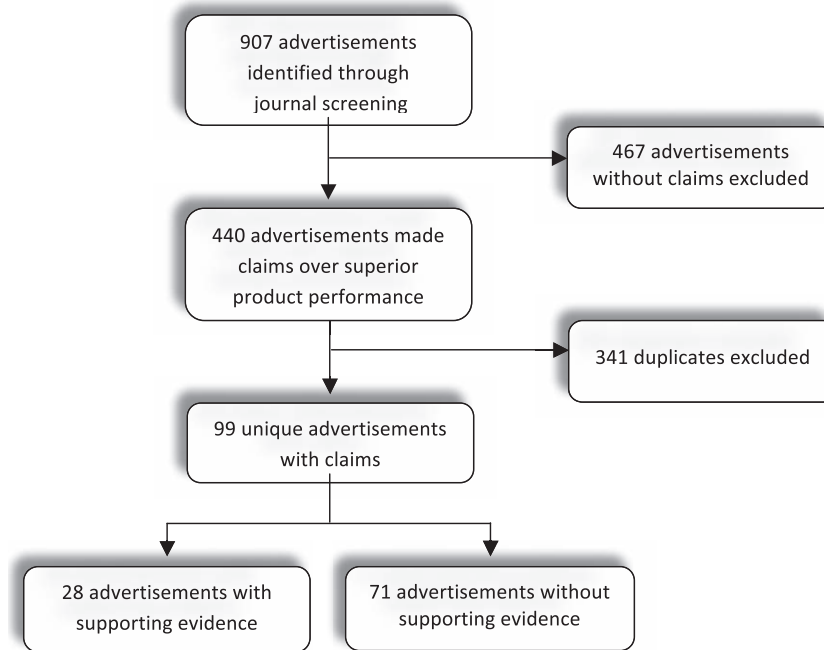 907 advertisements
identified through
journal screening
467 advertisements
without claims excluded
440 advertisements made
claims over superior
product performance
341 duplicates excluded
99 unique advertisements
with claims
28 advertisements with
supporting evidence
71 advertisements without
supporting evidence